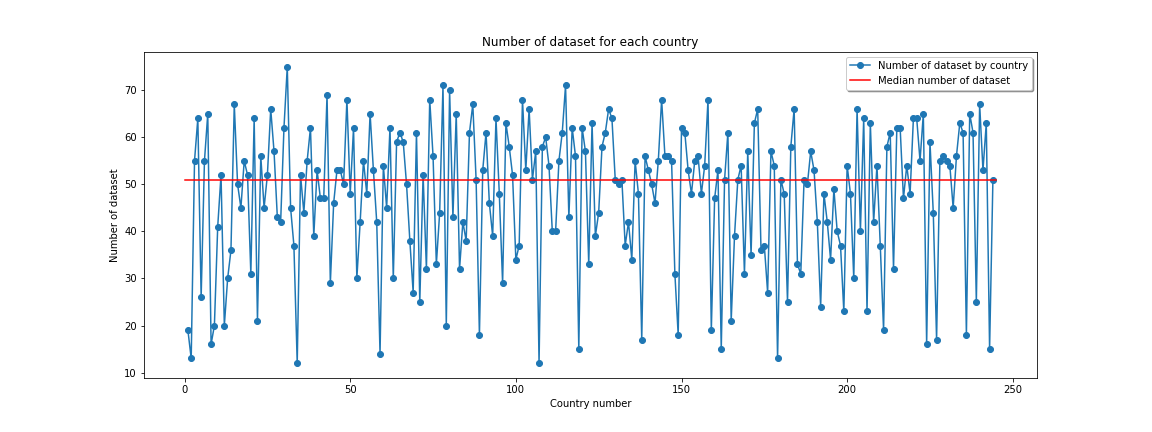 Number of dataset for each country
Number of dataset by country
Median number of dataset
Number of dataset
70
60
50
40
30
20
10
0
50
100
150
200
250
Country number